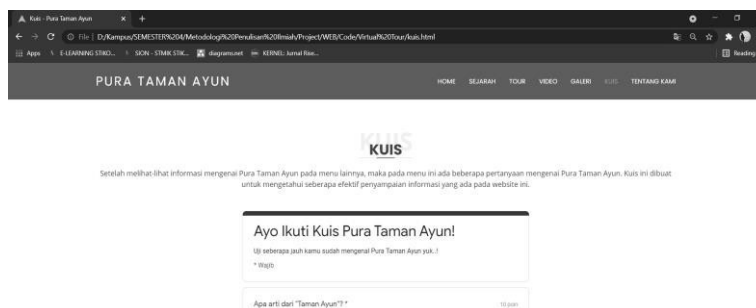 Kuis - Pura Taman Ayun
File | D:/Kampus/SEMESTER%204/Metodologi%20Penulisan%20Ilmiah/Project/WEB/Code/Virtual%20Tour/kuis.html
Apps E-LEARNING STIKO... SION - STMIK STIK... diagrams.net KERNEL: Jurnal Rise... Reading
PURA TAMAN AYUN
HOME SEJARAH TOUR VIDEO GALERI KUIS TENTANG KAMI
KUIS
KUIS
Setelah melihat-lihat informasi mengenai Pura Taman Ayun pada menu lainnya, maka pada menu ini ada beberapa pertanyaan mengenai Pura Taman Ayun. Kuis ini dibuat
untuk mengetahui seberapa efektif penyampaian informasi yang ada pada website ini.
Ayo Ikuti Kuis Pura Taman Ayun!
Uji seberapa jauh kamu sudah mengenal Pura Taman Ayun yuk..!
* Wajib
Apa arti dari "Taman Ayun"? * 10 poin